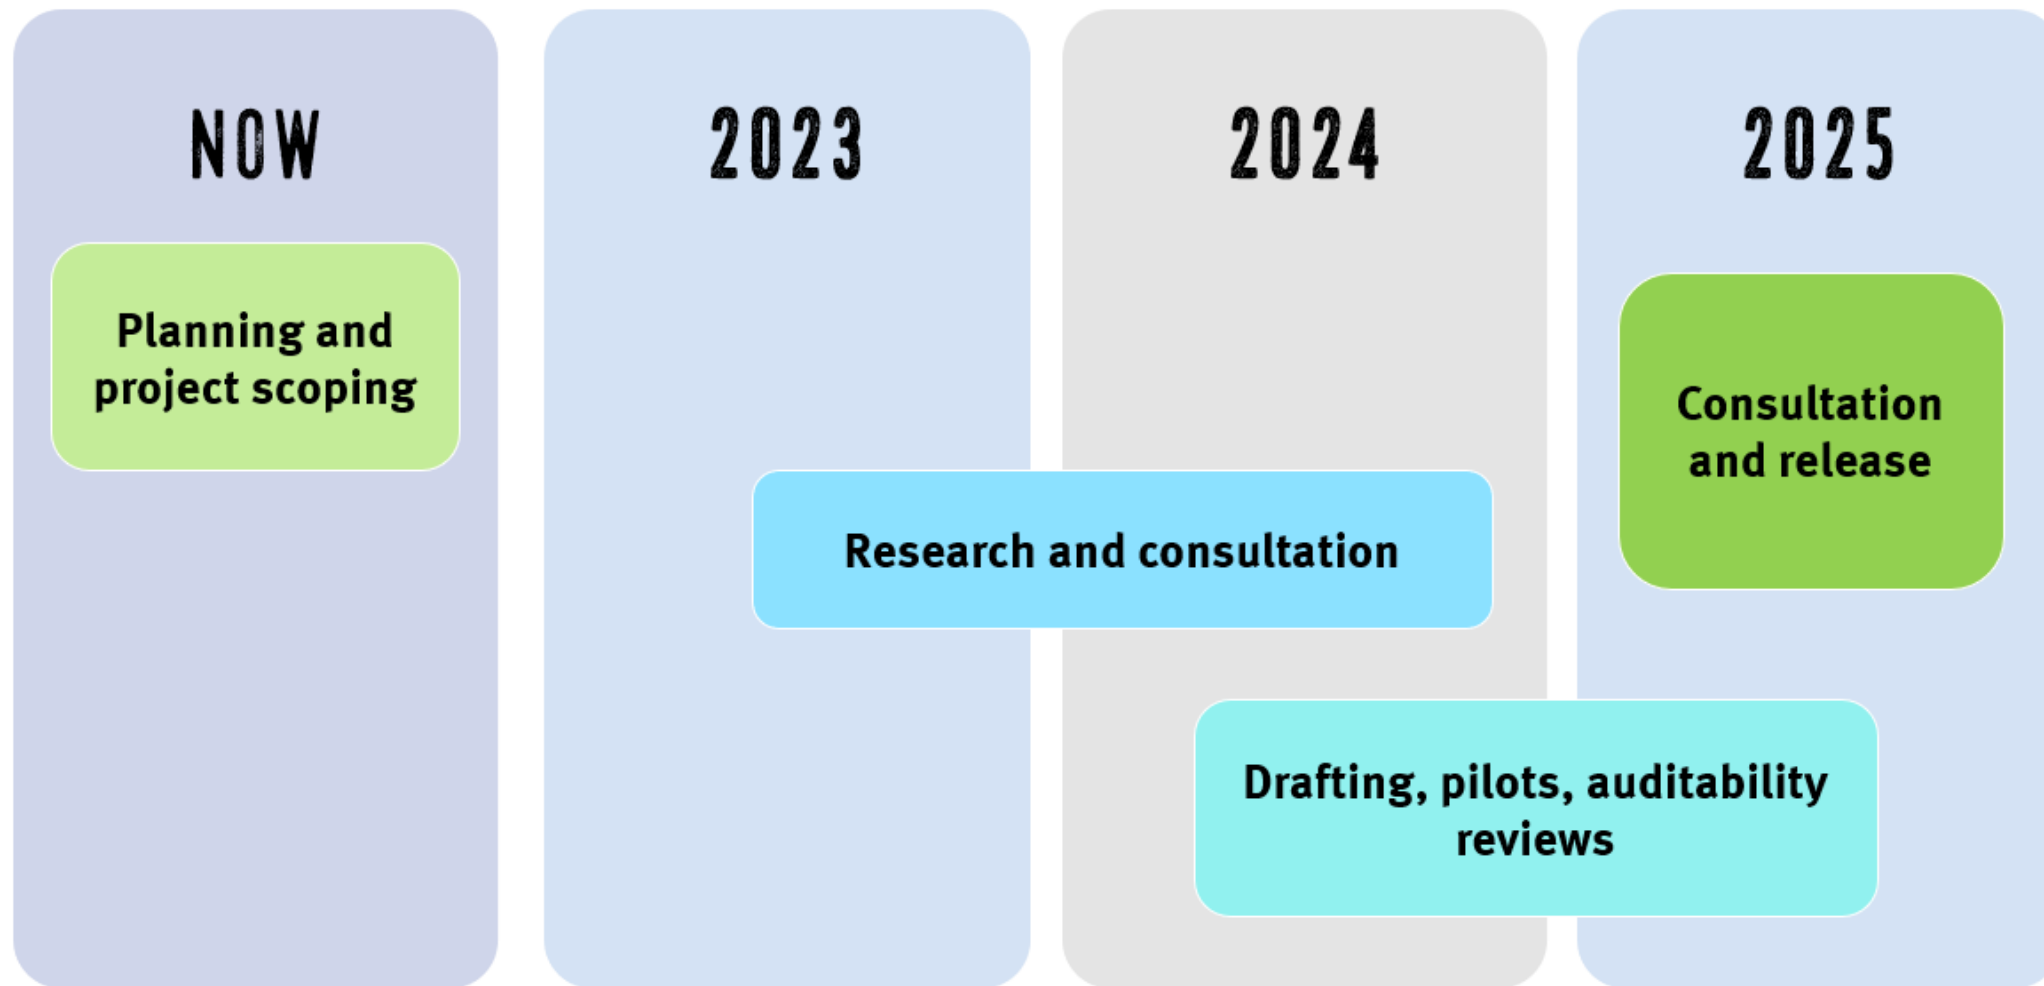 NOW
2023
2024
2025
Planning and
project scoping
Consultation
and release
Research and consultation
Drafting, pilots, auditability
reviews